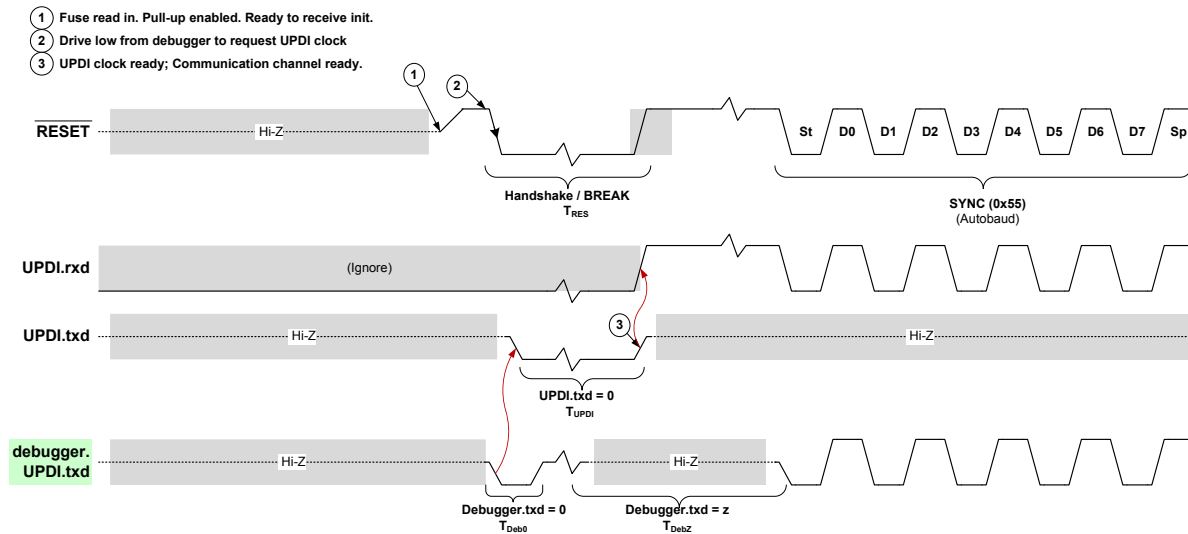 1 Fuse read in. Pull-up enabled. Ready to receive init.
2 Drive low from debugger to request UPDI clock
3 UPDI clock ready; Communication channel ready.
1
2
RESET
Hi-Z
St D0 D1 D2 D3 D4 D5 D6 D7 Sp
Handshake / BREAK
TRES
SYNC (0x55)
(Autobaud)
UPDI.rxd
(Ignore)
UPDI.txd
Hi-Z
3
Hi-Z
UPDI.txd = 0
TUPDI
debugger.
UPDI.txd
Hi-Z
Hi-Z
Debugger.txd = 0
TDeb0
Debugger.txd = z
TDebZ